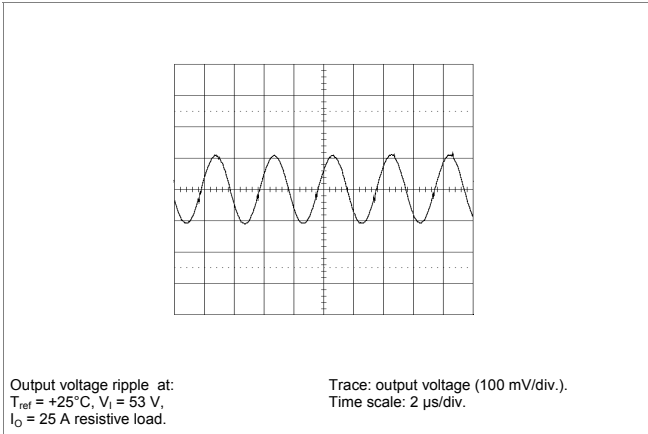 Output voltage ripple at:
T_ref = +25°C, V_I = 53 V,
I_O = 25 A resistive load.
Trace: output voltage (100 mV/div.).
Time scale: 2 µs/div.